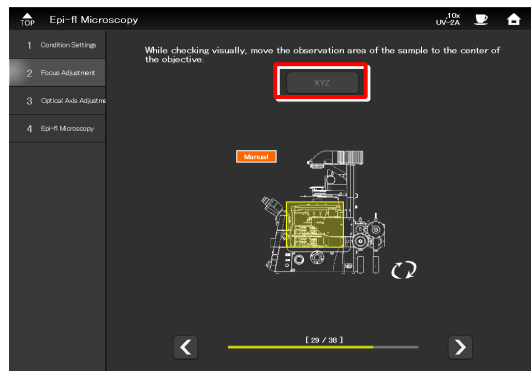 TOP
Epi-fl Microscopy
10x
UV-2A
1 Condition Settings
2 Focus Adjustment
3 Optical Axis Adjustme
4 Epi-fl Microscopy
While checking visually, move the observation area of the sample to the center of
the objective.
XYZ
Manual
[ 29 / 38 ]